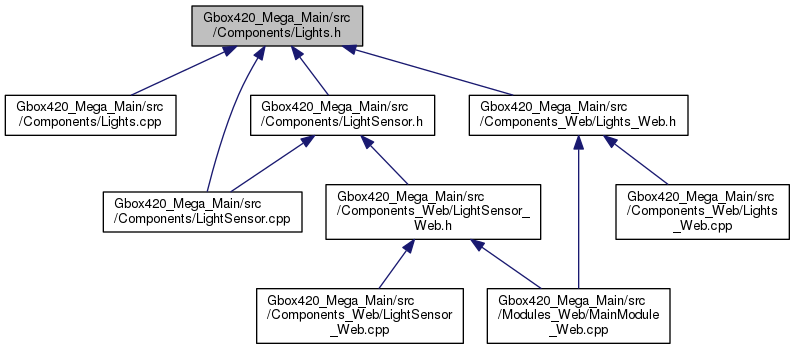 Gbox420_Mega_Main/src
/Components/Lights.h
Gbox420_Mega_Main/src
/Components/Lights.cpp
Gbox420_Mega_Main/src
/Components/LightSensor.h
Gbox420_Mega_Main/src
/Components_Web/Lights_Web.h
Gbox420_Mega_Main/src
/Components/LightSensor.cpp
Gbox420_Mega_Main/src
/Components_Web/LightSensor_
Web.h
Gbox420_Mega_Main/src
/Components_Web/Lights
_Web.cpp
Gbox420_Mega_Main/src
/Components_Web/LightSensor
_Web.cpp
Gbox420_Mega_Main/src
/Modules_Web/MainModule
_Web.cpp